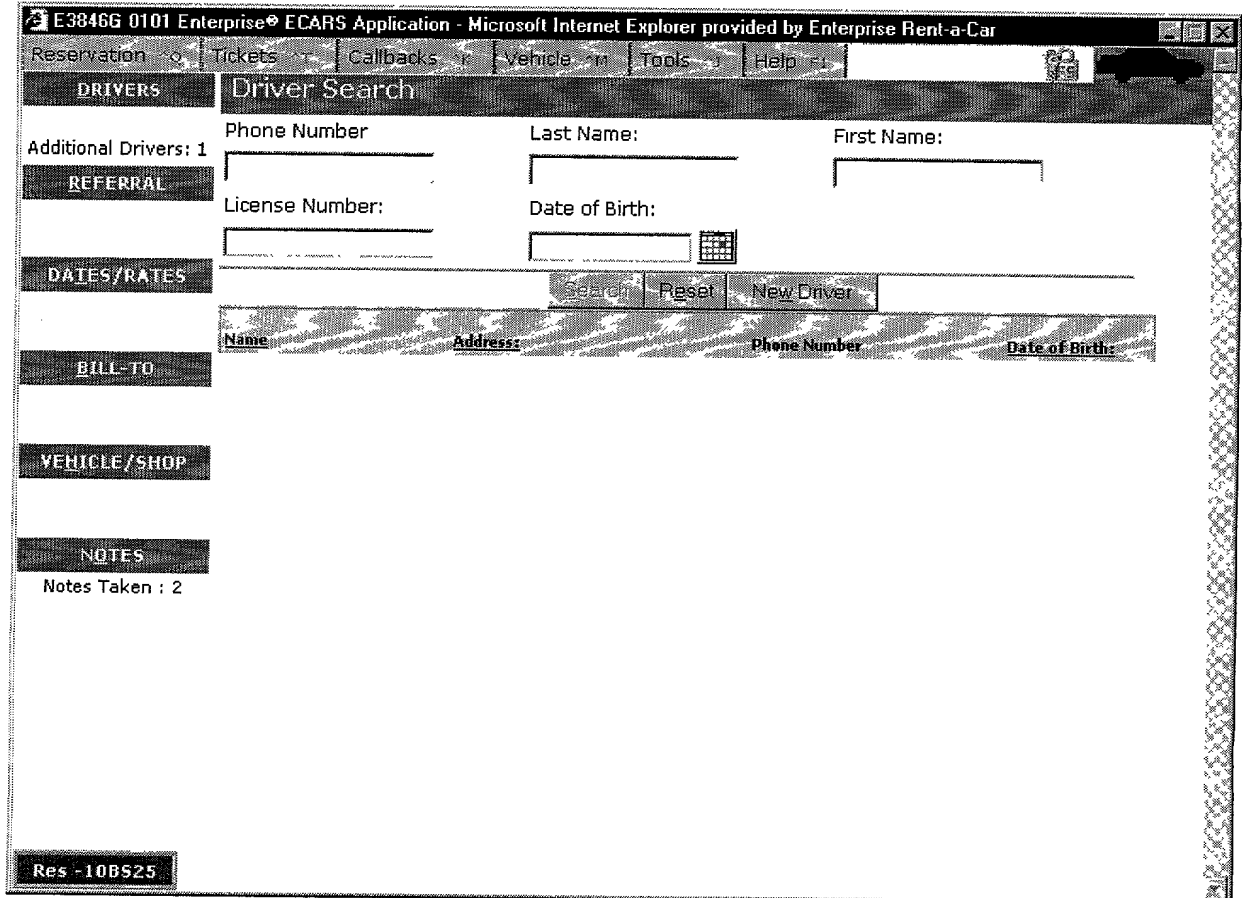 E3846G 0101 Enterprise® ECARS Application - Microsoft Internet Explorer provided by Enterprise Rent-a-Car
Reservation ^Q Tickets ^T Callbacks Vehicle ^M Tools Help F1
DRIVERS
Driver Search
Additional Drivers: 1
Phone Number Last Name: First Name:
REFERRAL
License Number: Date of Birth:
DATES/RATES
Search Reset New Driver
Name Address: Phone Number Date of Birth:
BILL-TO
VEHICLE/SHOP
NOTES
Notes Taken : 2
Res -10BS25